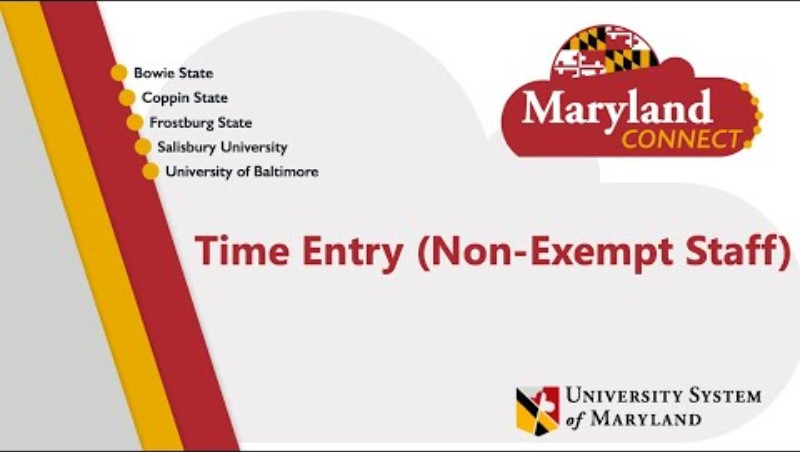 Bowie State
Coppin State
Frostburg State
Salisbury University
University of Baltimore
Maryland
CONNECT
Time Entry (Non-Exempt Staff)
UNIVERSITY SYSTEM
of MARYLAND